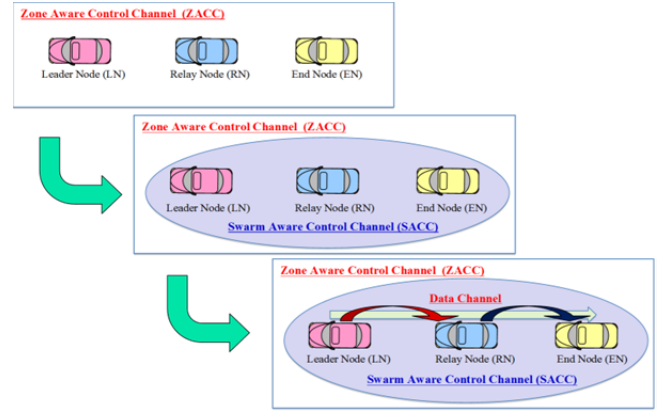 Zone Aware Control Channel (ZACC)
Leader Node (LN) Relay Node (RN) End Node (EN)
Zone Aware Control Channel (ZACC)
Leader Node (LN) Relay Node (RN) End Node (EN)
Swarm Aware Control Channel (SACC)
Zone Aware Control Channel (ZACC)
Data Channel
Leader Node (LN) Relay Node (RN) End Node (EN)
Swarm Aware Control Channel (SACC)